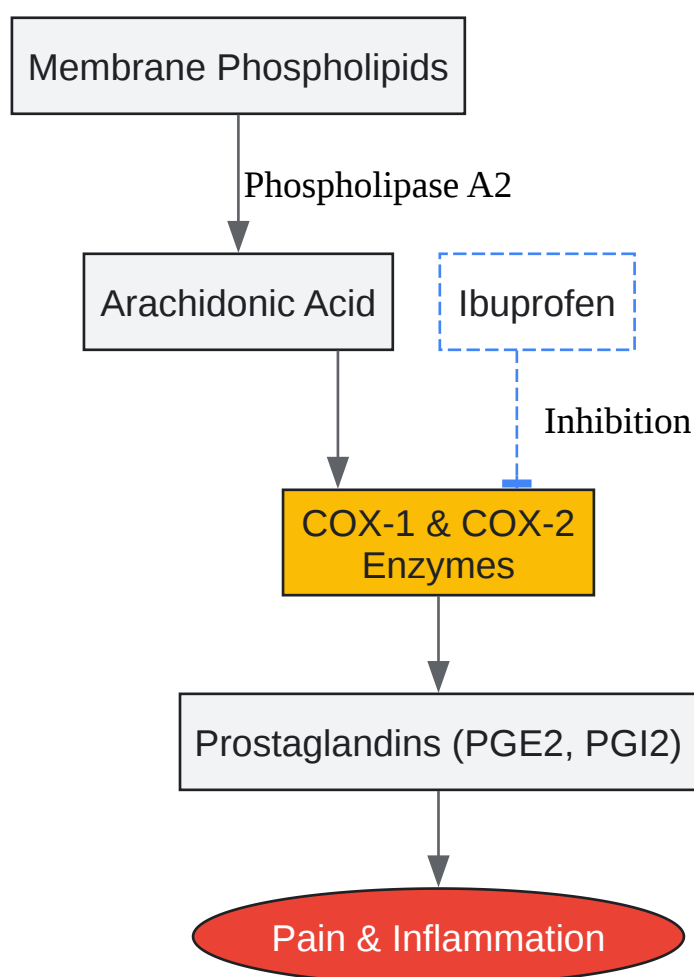 Membrane Phospholipids
Phospholipase A2
Arachidonic Acid
Ibuprofen
Inhibition
COX-1 & COX-2
Enzymes
Prostaglandins (PGE2, PGI2)
Pain & Inflammation